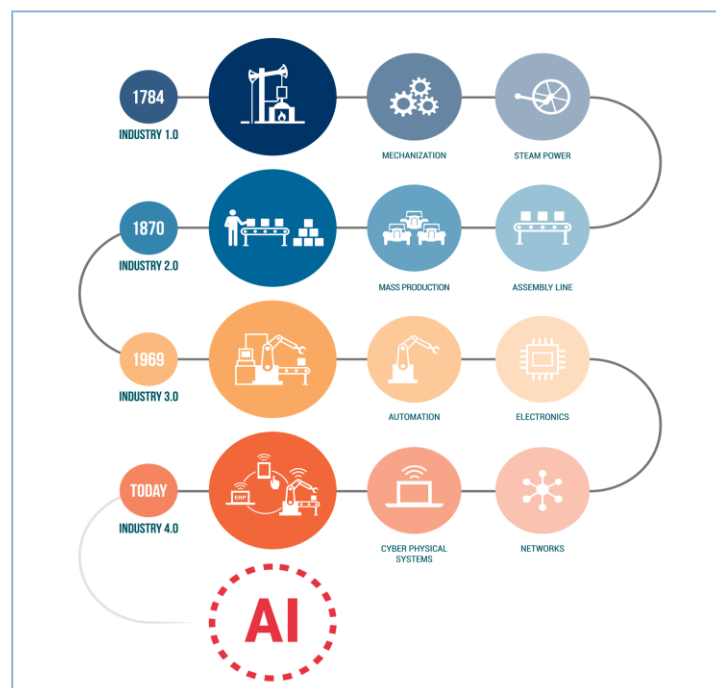 1784
INDUSTRY 1.0
MECHANIZATION
STEAM POWER
1870
INDUSTRY 2.0
MASS PRODUCTION
ASSEMBLY LINE
1969
INDUSTRY 3.0
AUTOMATION
ELECTRONICS
TODAY
INDUSTRY 4.0
ERP
CYBER PHYSICAL
SYSTEMS
NETWORKS
AI